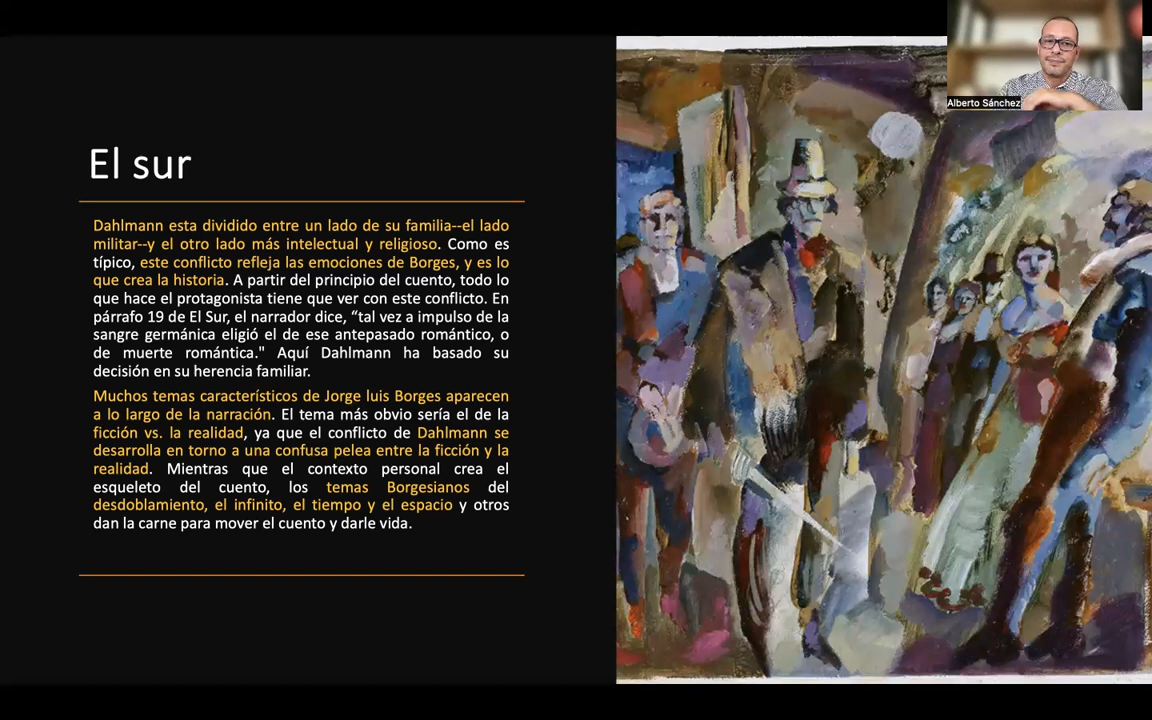 Alberto Sánchez
El sur
Dahlmann esta dividido entre un lado de su familia--el lado
militar--y el otro lado más intelectual y religioso. Como es
típico, este conflicto refleja las emociones de Borges, y es lo
que crea la historia. A partir del principio del cuento, todo lo
que hace el protagonista tiene que ver con este conflicto. En
párrafo 19 de El Sur, el narrador dice, “tal vez a impulso de la
sangre germánica eligió el de ese antepasado romántico, o
de muerte romántica." Aquí Dahlmann ha basado su
decisión en su herencia familiar.
Muchos temas característicos de Jorge luis Borges aparecen
a lo largo de la narración. El tema más obvio sería el de la
ficción vs. la realidad, ya que el conflicto de Dahlmann se
desarrolla en torno a una confusa pelea entre la ficción y la
realidad. Mientras que el contexto personal crea el
esqueleto del cuento, los temas Borgesianos del
desdoblamiento, el infinito, el tiempo y el espacio y otros
dan la carne para mover el cuento y darle vida.